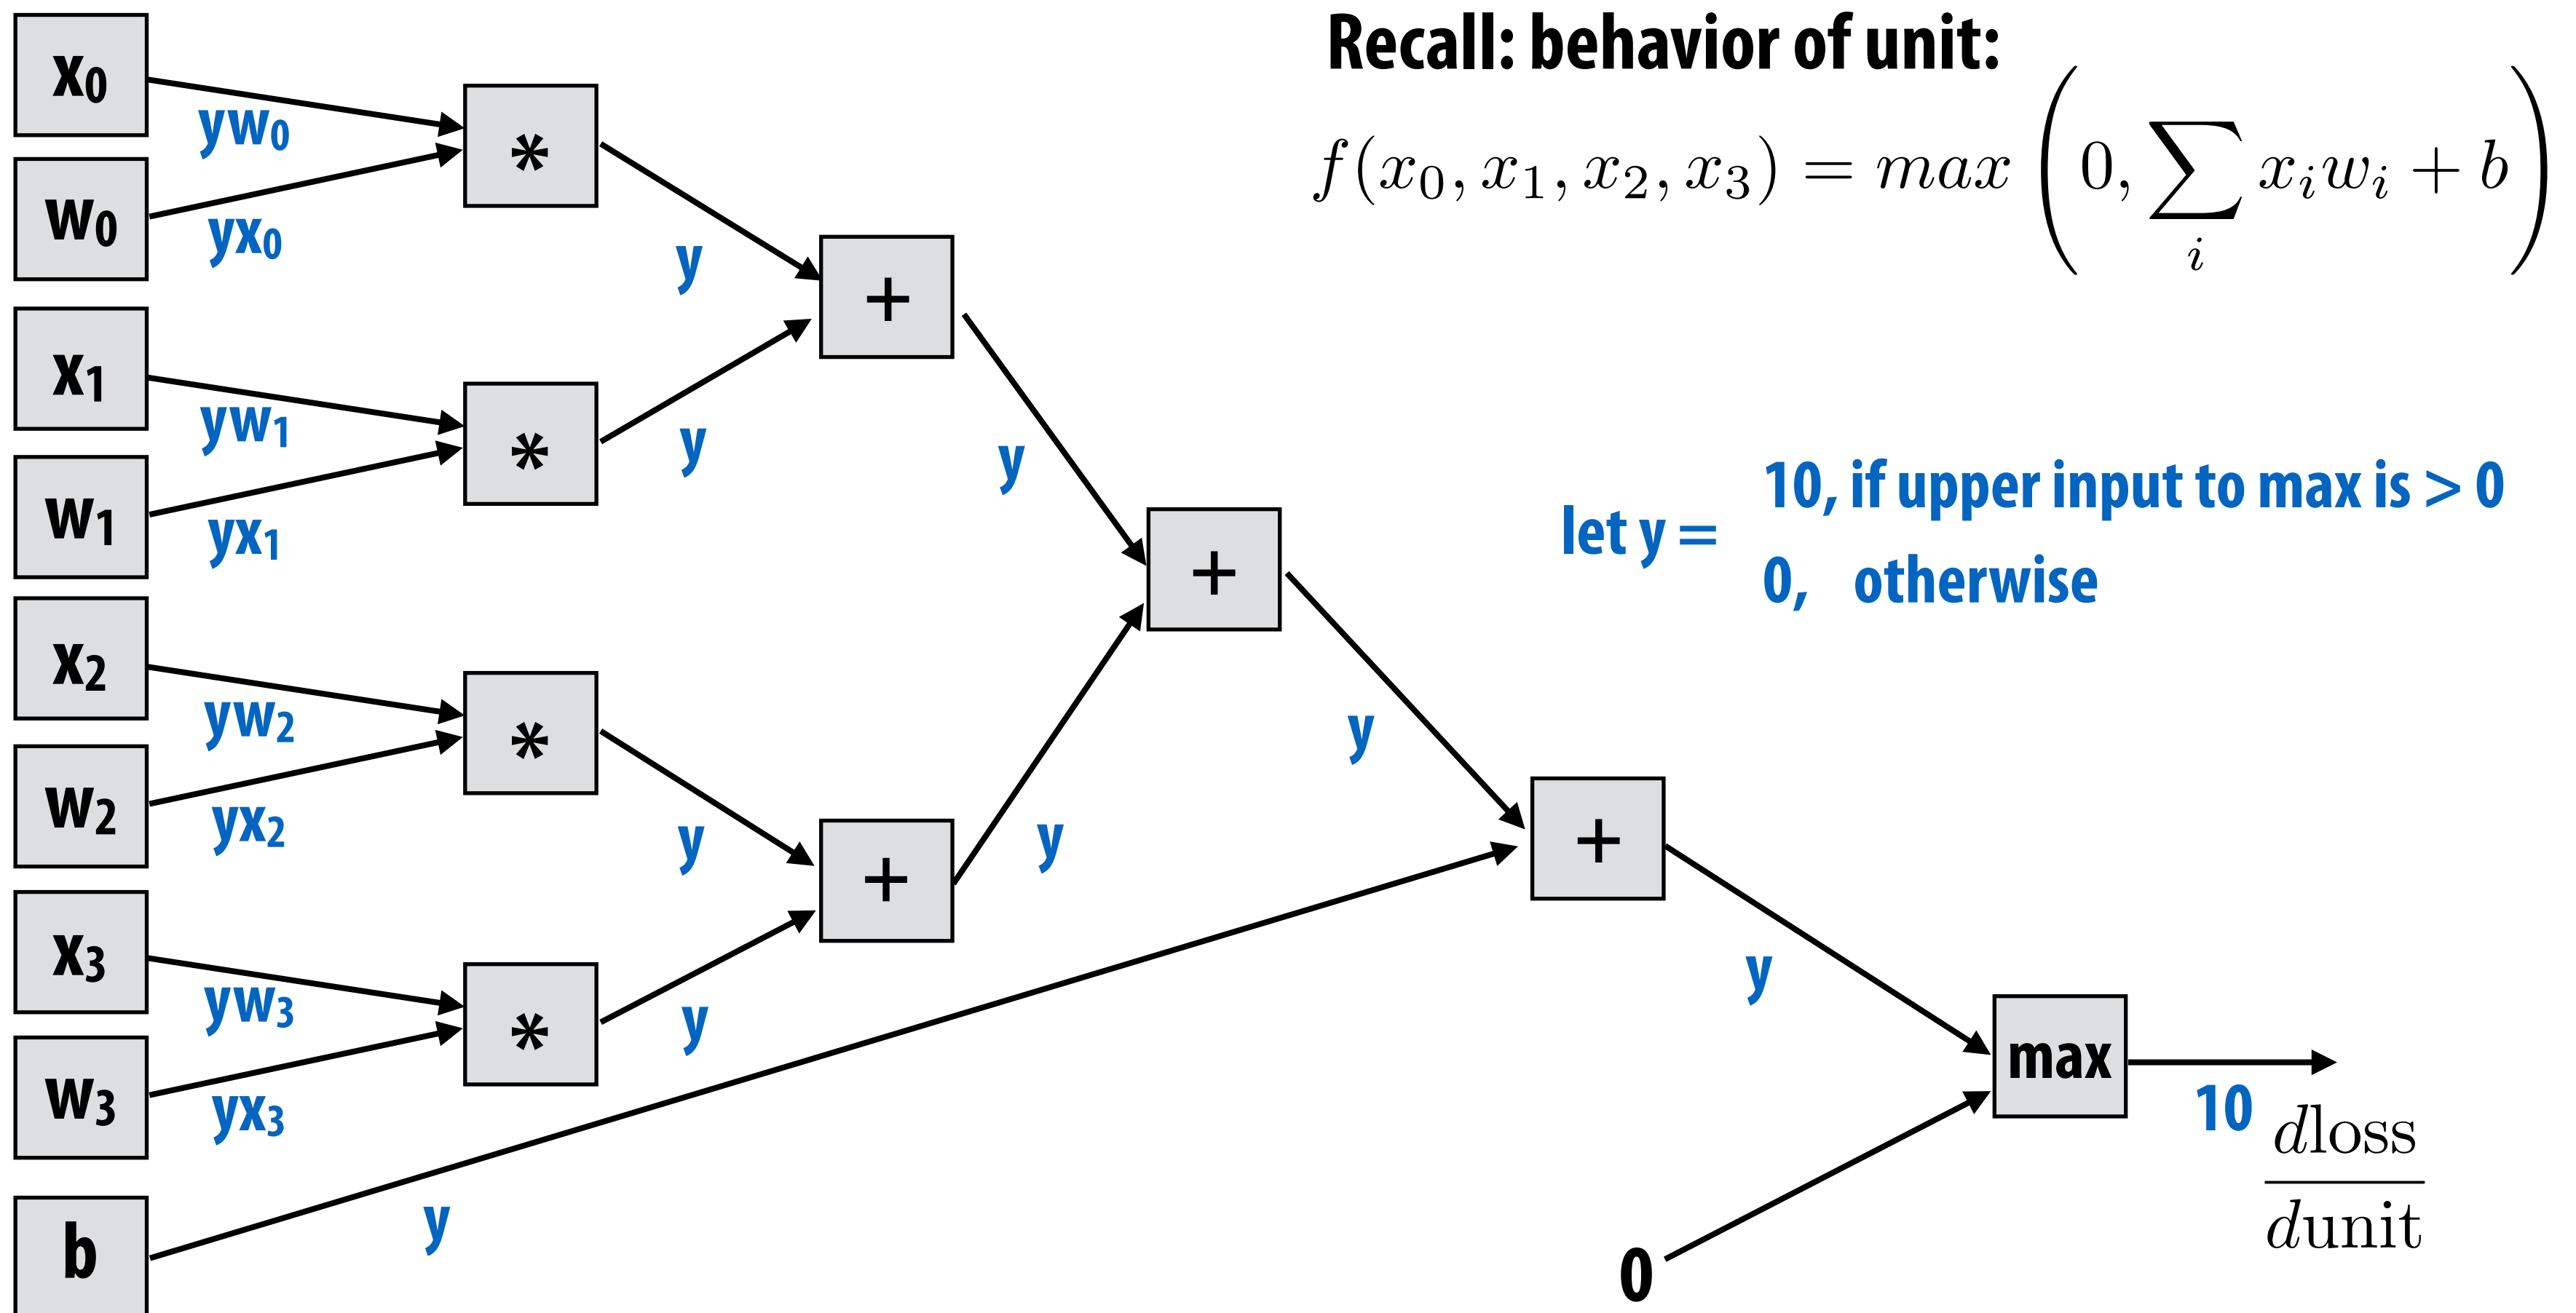 Recall: behavior of unit:
f(x₀, x₁, x₂, x₃) = max(0, ∑ᵢ xᵢwᵢ + b)
x₀
yw₀
*
w₀
yx₀
y
+
x₁
yw₁
*
y
w₁
yx₁
y
+
let y =
10, if upper input to max is > 0
0, otherwise
x₂
yw₂
*
w₂
yx₂
y
+
y
y
+
x₃
yw₃
*
y
w₃
yx₃
y
max
10
dloss
dunit
b
y
0